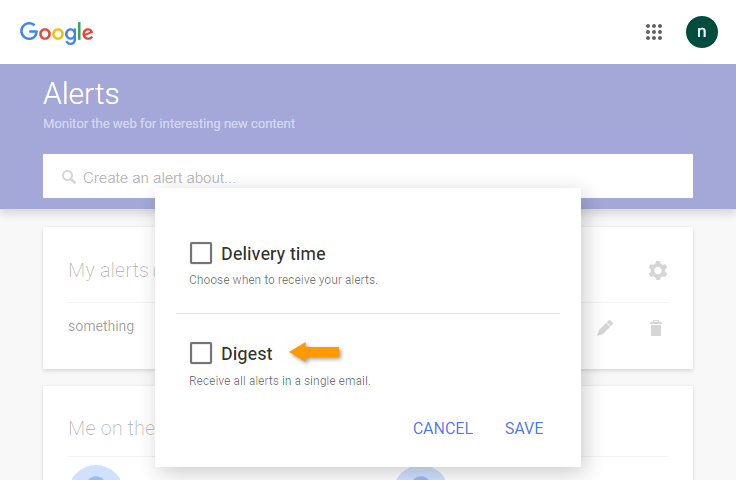 Google
n
Alerts
Monitor the web for interesting new content
Create an alert about...
Delivery time
Choose when to receive your alerts.
My alerts (
something
Digest
Receive all alerts in a single email.
CANCEL SAVE
Me on the